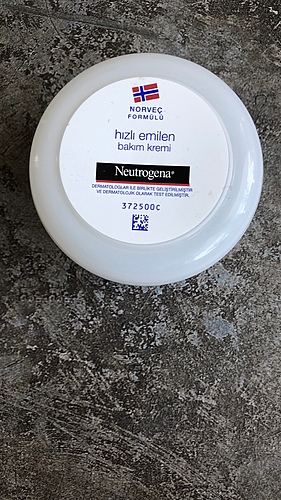 NORVEÇ
FORMÜLÜ
hızlı emilen
bakım kremi
Neutrogena®
DERMATOLOGLAR İLE BİRLİKTE GELİŞTİRİLMİŞTİR
VE DERMATOLOJİK OLARAK TEST EDİLMİŞTİR.
372500C